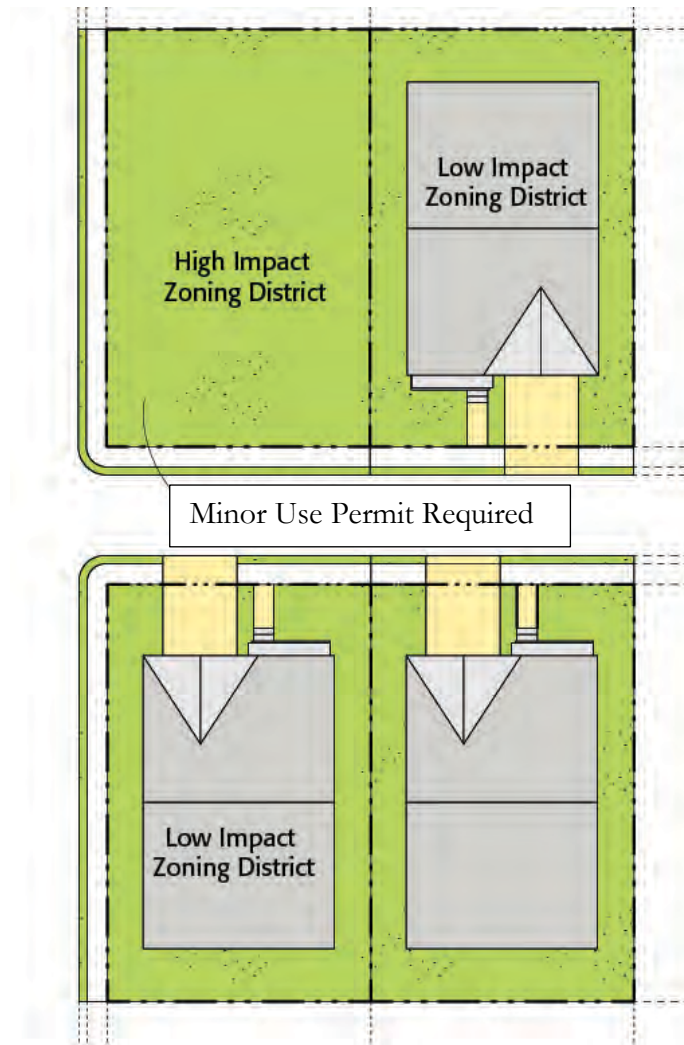 Low Impact
Zoning District
High Impact
Zoning District
Minor Use Permit Required
Low Impact
Zoning District